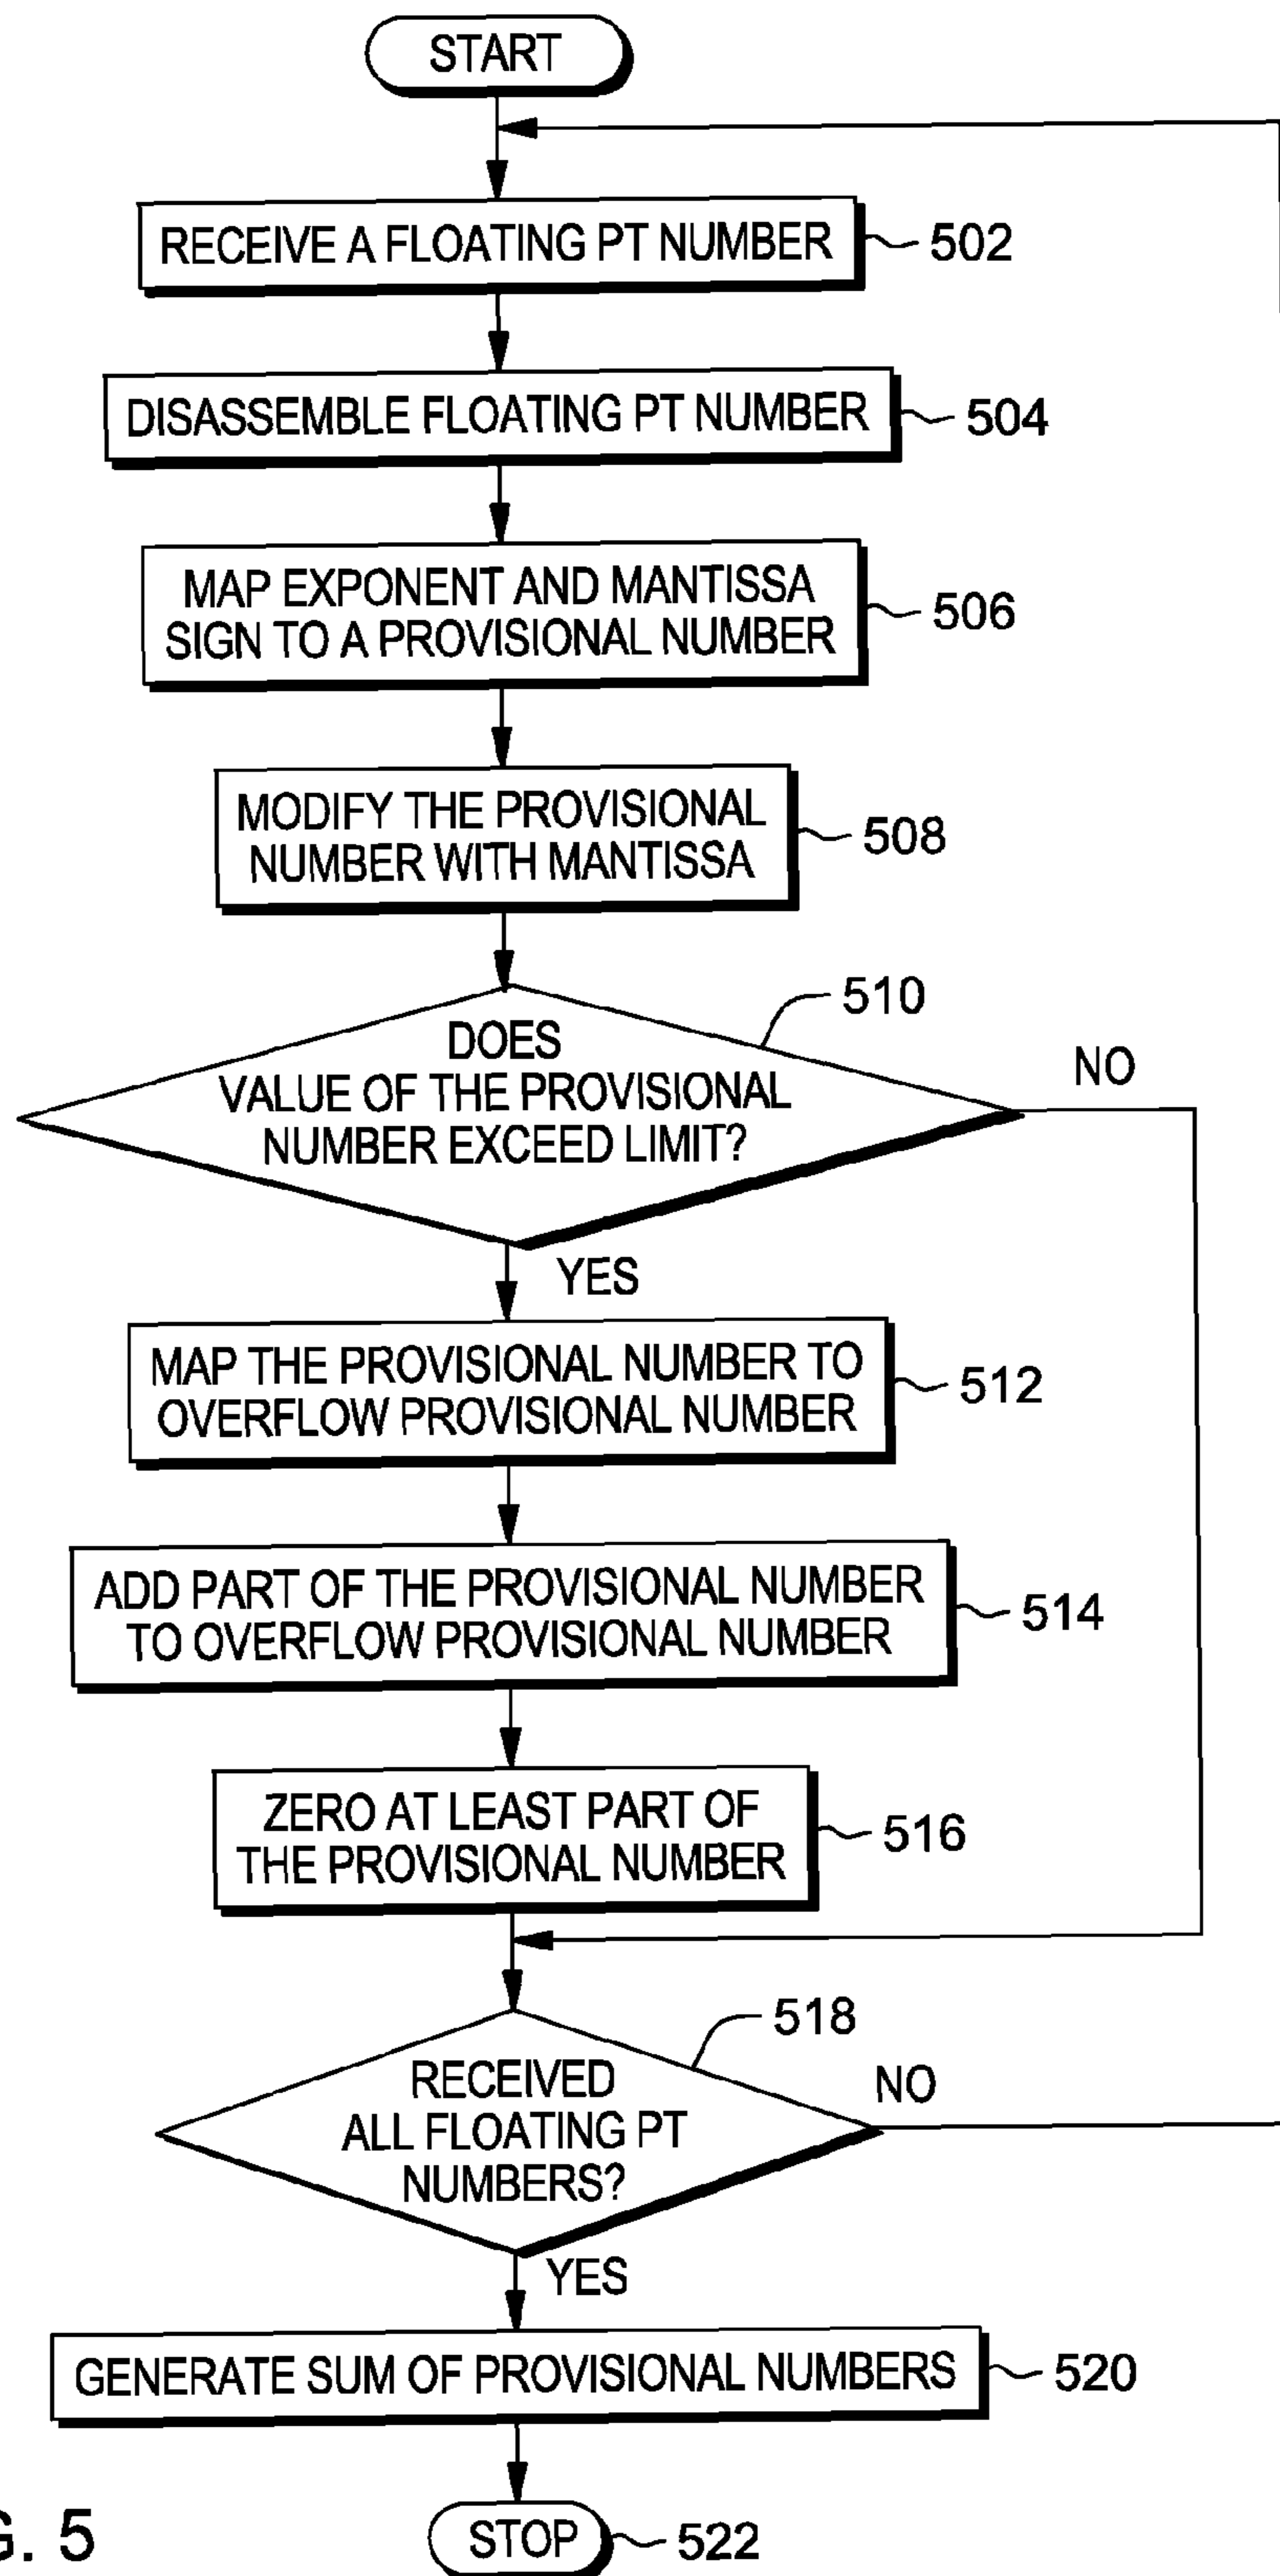 START
RECEIVE A FLOATING PT NUMBER
502
DISASSEMBLE FLOATING PT NUMBER
504
MAP EXPONENT AND MANTISSA
SIGN TO A PROVISIONAL NUMBER
506
MODIFY THE PROVISIONAL
NUMBER WITH MANTISSA
508
510
DOES
VALUE OF THE PROVISIONAL
NUMBER EXCEED LIMIT?
NO
YES
MAP THE PROVISIONAL NUMBER TO
OVERFLOW PROVISIONAL NUMBER
512
ADD PART OF THE PROVISIONAL NUMBER
TO OVERFLOW PROVISIONAL NUMBER
514
ZERO AT LEAST PART OF
THE PROVISIONAL NUMBER
516
518
RECEIVED
ALL FLOATING PT
NUMBERS?
NO
YES
GENERATE SUM OF PROVISIONAL NUMBERS
520
STOP
522
G. 5